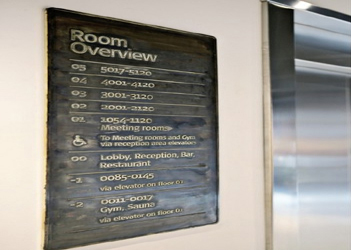 Room
Overview
05 5017-5120
04 4001-4120
03 3001-3120
02 2001-2120
01 1054-1120
Meeting rooms
To Meeting rooms and Gym
via reception area elevator
00 Lobby, Reception, Bar,
Restaurant
-1 0085-0145
via elevator on floor 01
-2 0011-0017
Gym, Sauna
via elevator on floor 01